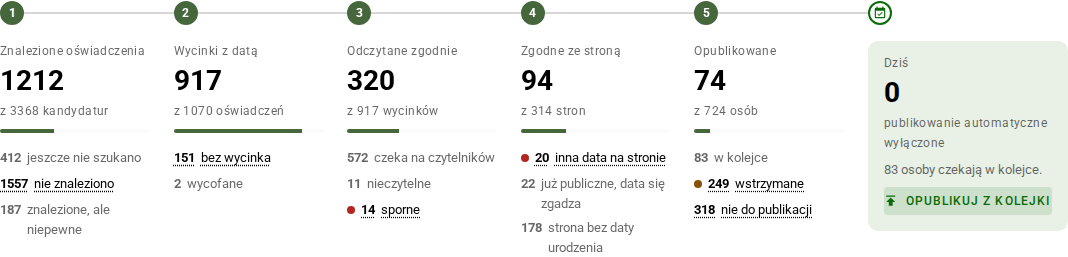 1
Znalezione oświadczenia
1212
z 3368 kandydatur
412 jeszcze nie szukano
1557 nie znaleziono
187 znalezione, ale
niepewne
2
Wycinki z datą
917
z 1070 oświadczeń
151 bez wycinka
2 wycofane
3
Odczytane zgodnie
320
z 917 wycinków
572 czeka na czytelników
11 nieczytelne
14 sporne
4
Zgodne ze stroną
94
z 314 stron
20 inna data na stronie
22 już publiczne, data się
zgadza
178 strona bez daty
urodzenia
5
Opublikowane
74
z 724 osób
83 w kolejce
249 wstrzymane
318 nie do publikacji
Dziś
0
publikowanie automatyczne
wyłączone
83 osoby czekają w kolejce.
OPUBLIKUJ Z KOLEJKI